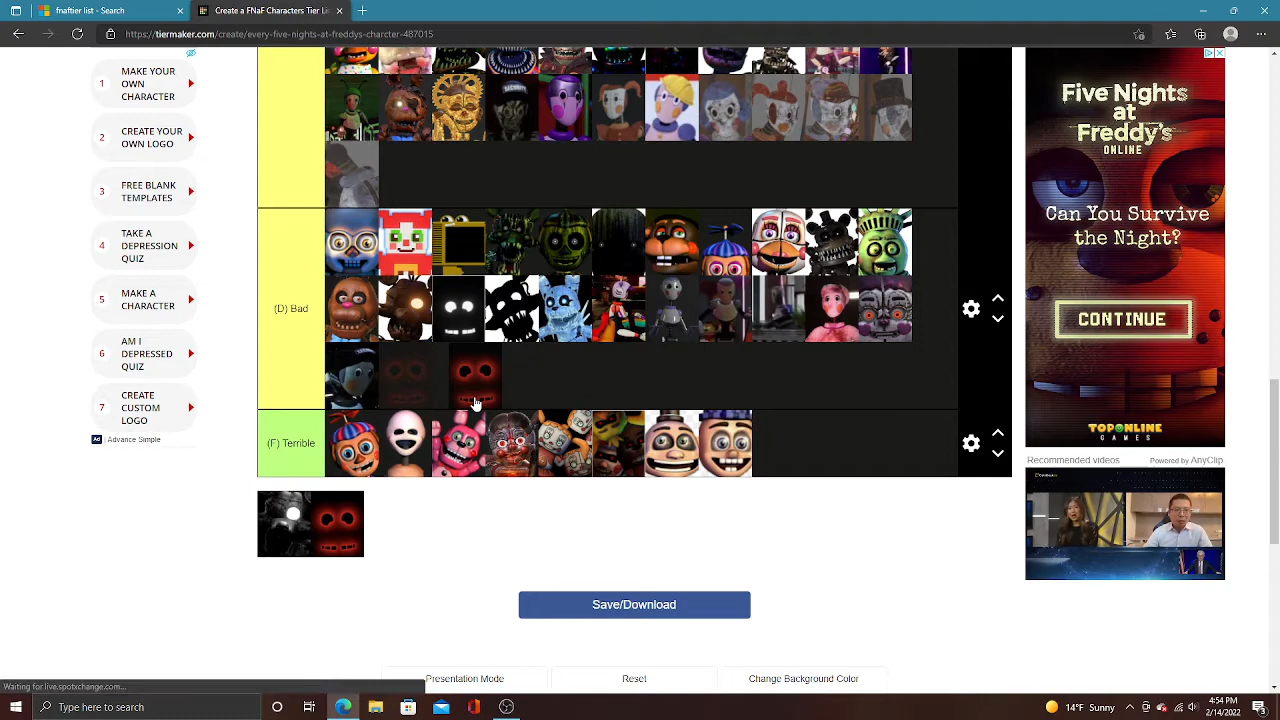 frankker - Search
Create a FNaF charcter Tier Li
https://tiermaker.com/create/every-five-nights-at-freddys-charcter-487015
1 MAKE YOUR
OWN
CHARACTER
2 CREATE YOUR
OWN LOGO
3 FREE BLANK
TEMPLATES
4 TAKE A
DEPRESSION
QUIZ
5 MAKE A
CHARACTER
6 AM I
DEPRESSED
QUIZ
7 CREATE
CUSTOM
LOGO
Ad Advance Simple
(D) Bad
(F) Terrible
Save/Download
Presentation Mode
Reset
Change Background Color
Five Nights
at
Freddy's
ONLINE
Can You Survive
the Night?
CONTINUE
TOPONLINE
GAMES
Recommended videos
Powered by AnyClip
Waiting for live.spotxchange.com...
Type here to search
14°F Sunny
4:54 PM
2/14/2022